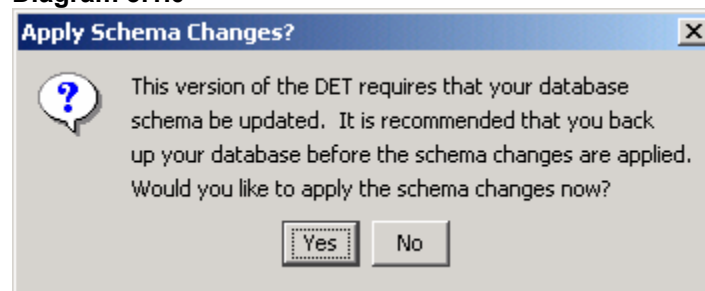 Apply Schema Changes?
This version of the DET requires that your database
schema be updated.  It is recommended that you back
up your database before the schema changes are applied.
Would you like to apply the schema changes now?
Yes No